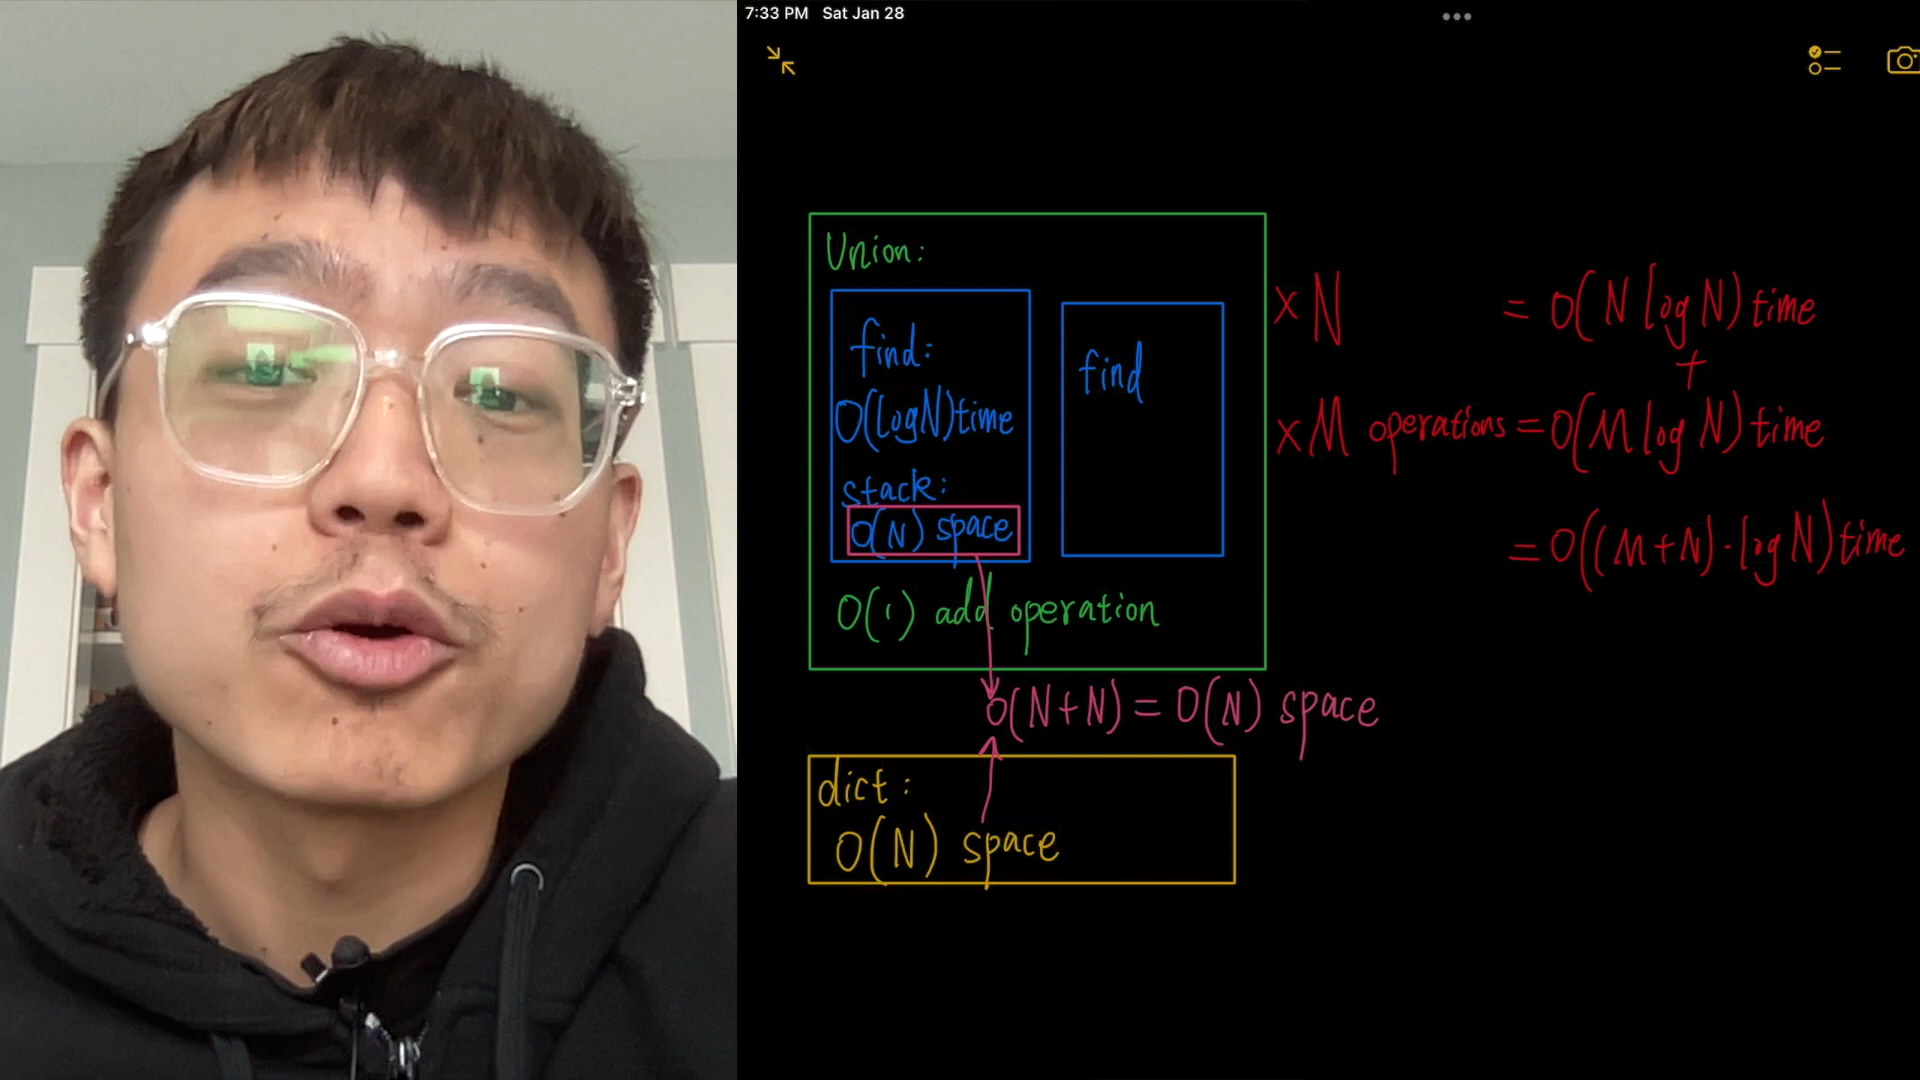 7:33 PM Sat Jan 28
Union:
find:
O(logN)time
stack:
O(N) space
find
O(1) add operation
× N = O(N log N) time
+
× M operations = O(M log N) time
= O((M+N)·log N) time
O(N+N) = O(N) space
dict:
O(N) space